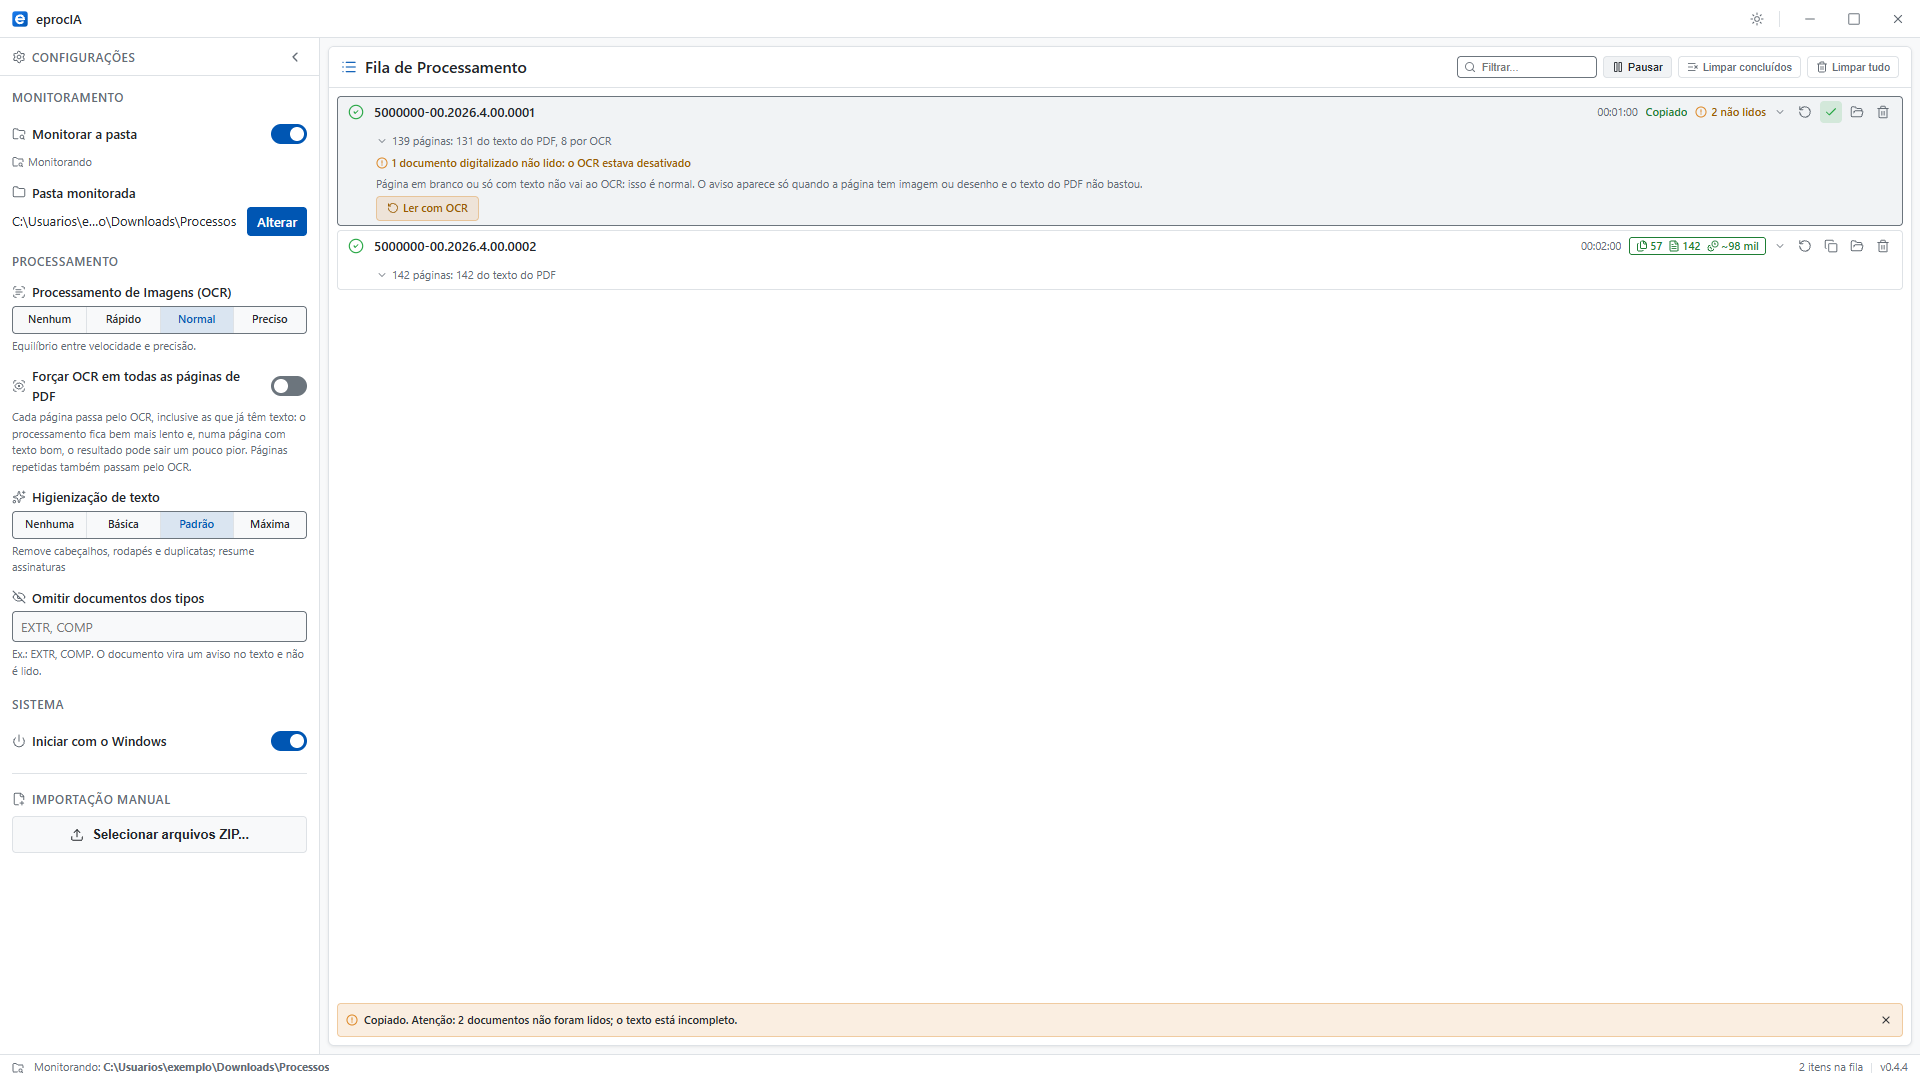 eprocIA
CONFIGURAÇÕES
MONITORAMENTO
Monitorar a pasta
Monitorando
Pasta monitorada
C:\Usuarios\e...o\Downloads\Processos
Alterar
PROCESSAMENTO
Processamento de Imagens (OCR)
Nenhum Rápido Normal Preciso
Equilíbrio entre velocidade e precisão.
Forçar OCR em todas as páginas de
PDF
Cada página passa pelo OCR, inclusive as que já têm texto: o
processamento fica bem mais lento e, numa página com
texto bom, o resultado pode sair um pouco pior. Páginas
repetidas também passam pelo OCR.
Higienização de texto
Nenhuma Básica Padrão Máxima
Remove cabeçalhos, rodapés e duplicatas; resume
assinaturas
Omitir documentos dos tipos
EXTR, COMP
Ex.: EXTR, COMP. O documento vira um aviso no texto e não
é lido.
SISTEMA
Iniciar com o Windows
IMPORTAÇÃO MANUAL
Selecionar arquivos ZIP...
Fila de Processamento
Filtrar...
Pausar
Limpar concluídos
Limpar tudo
5000000-00.2026.4.00.0001
00:01:00 Copiado 2 não lidos
139 páginas: 131 do texto do PDF, 8 por OCR
1 documento digitalizado não lido: o OCR estava desativado
Página em branco ou só com texto não vai ao OCR: isso é normal. O aviso aparece só quando a página tem imagem ou desenho e o texto do PDF não bastou.
Ler com OCR
5000000-00.2026.4.00.0002
00:02:00 57 142 ~98 mil
142 páginas: 142 do texto do PDF
Copiado. Atenção: 2 documentos não foram lidos; o texto está incompleto.
Monitorando: C:\Usuarios\exemplo\Downloads\Processos
2 itens na fila
v0.4.4